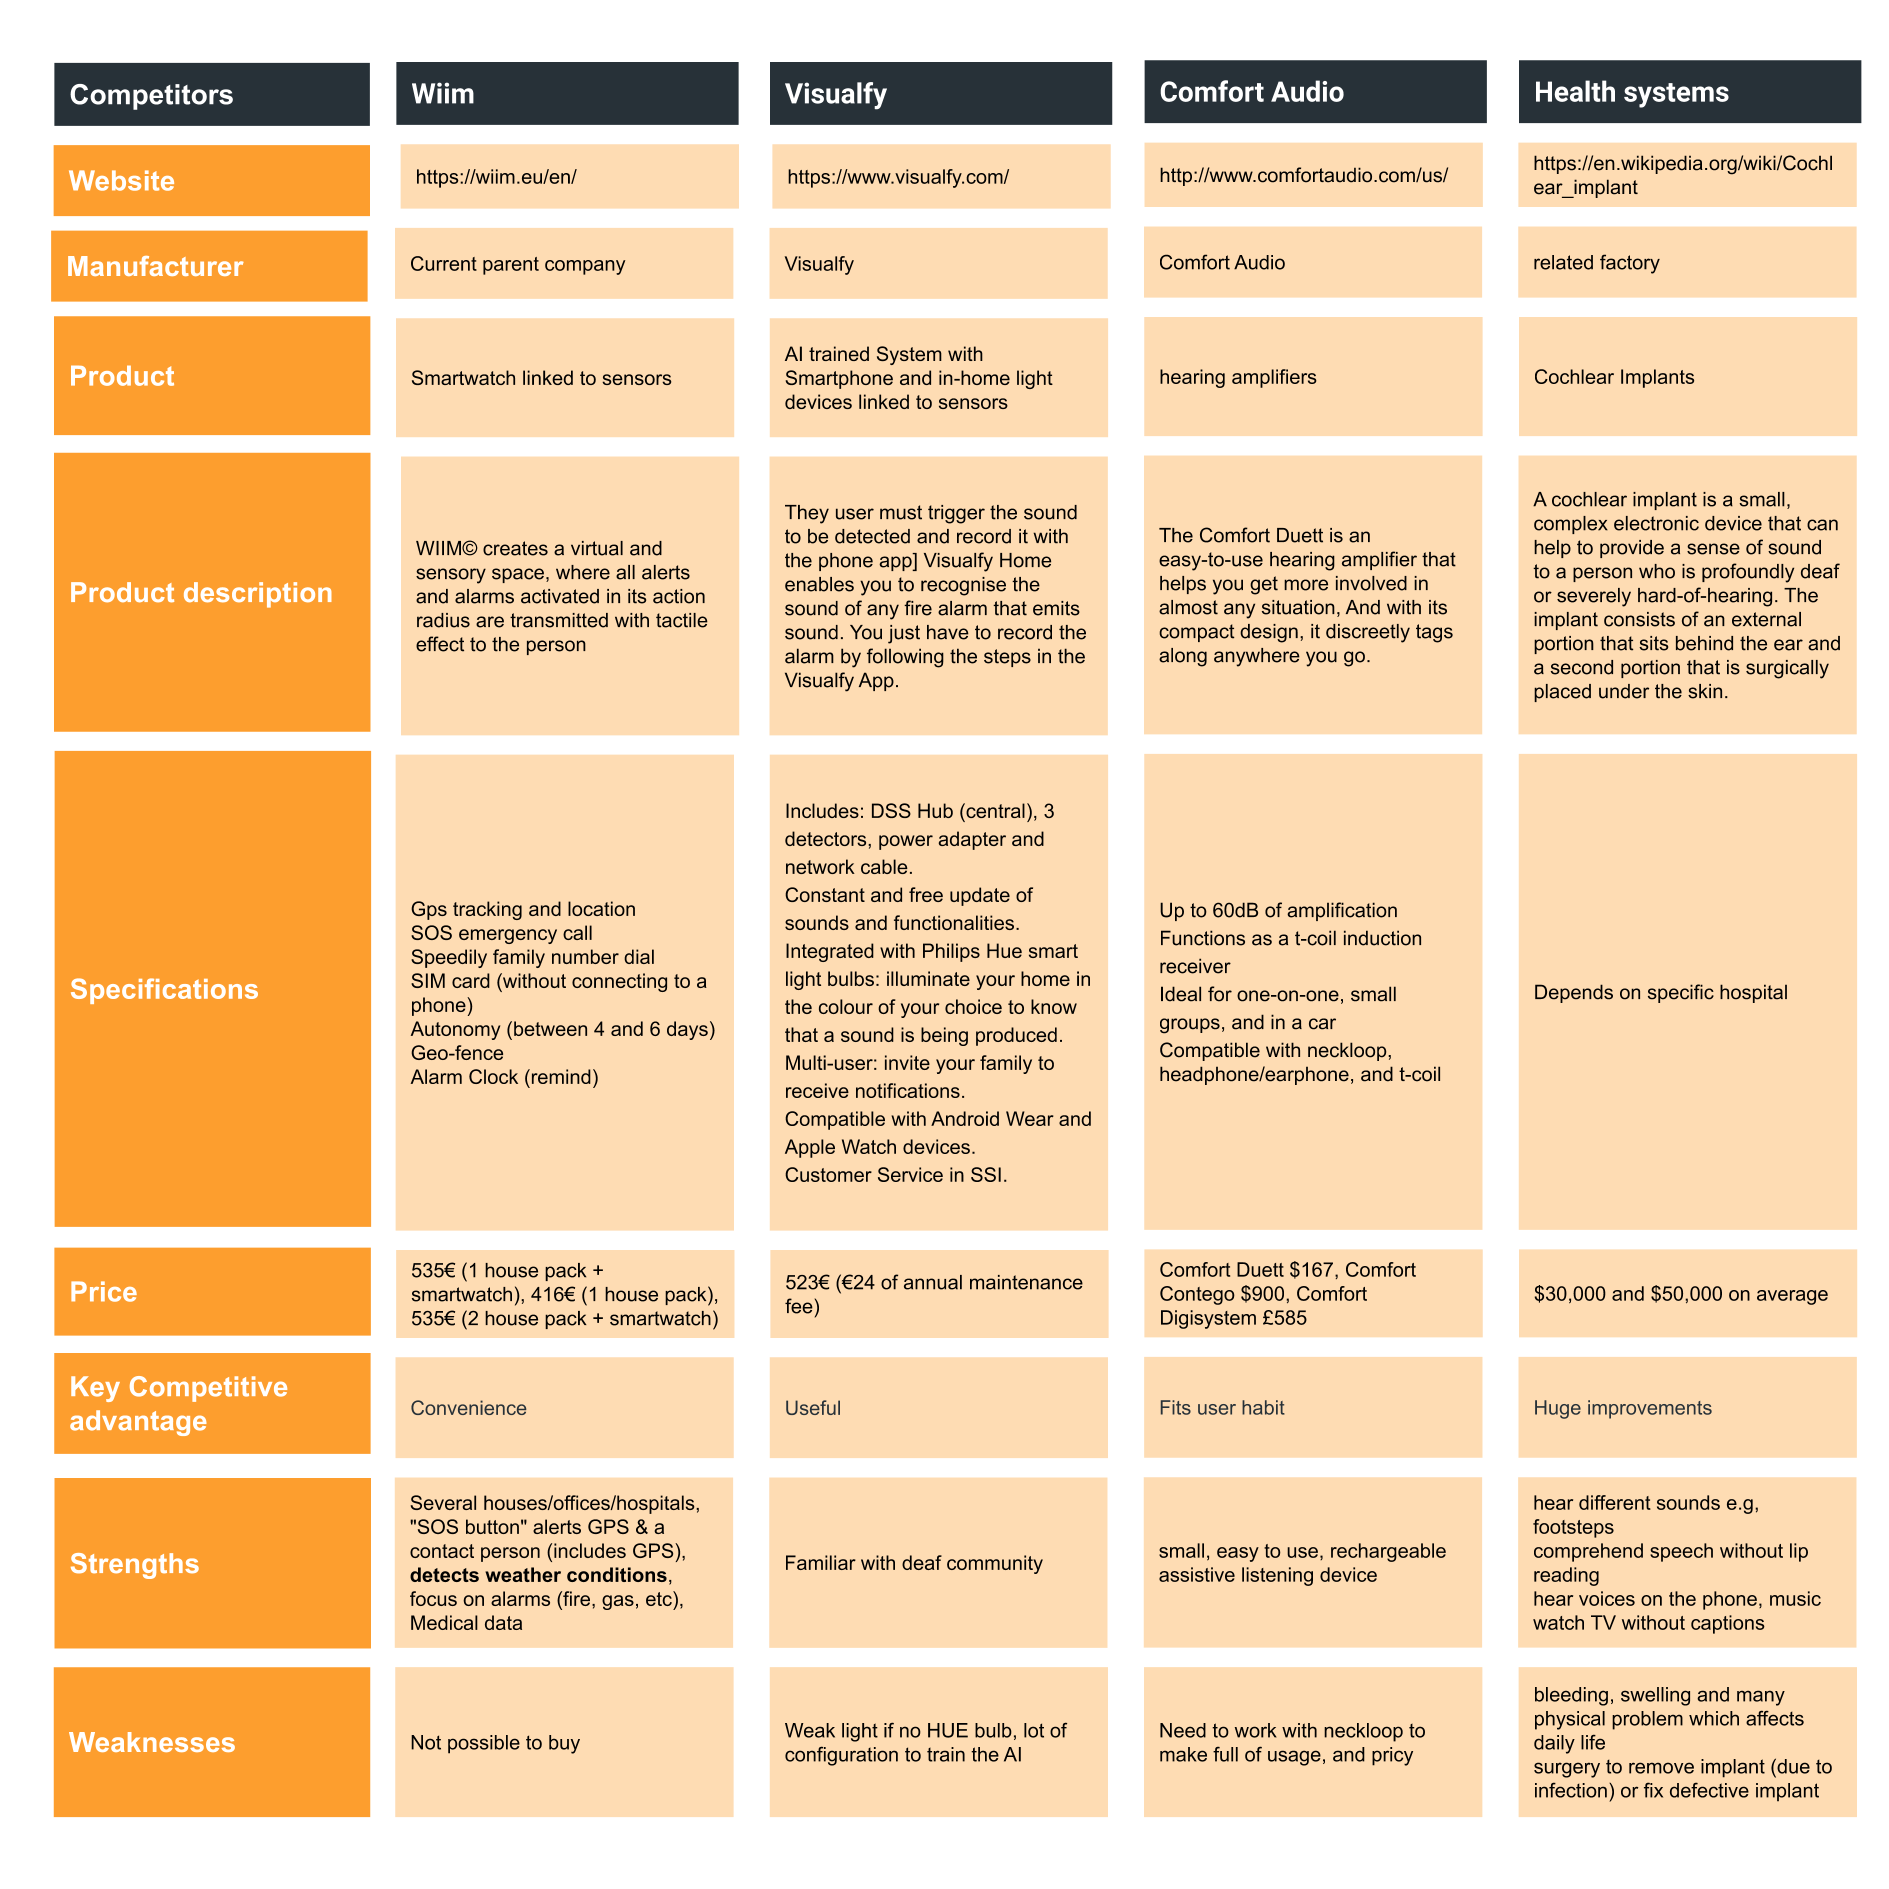 Competitors
Wiim
Visualfy
Comfort Audio
Health systems
Website
https://wiim.eu/en/
https://www.visualfy.com/
http://www.comfortaudio.com/us/
https://en.wikipedia.org/wiki/Cochl
ear_implant
Manufacturer
Current parent company
Visualfy
Comfort Audio
related factory
Product
Smartwatch linked to sensors
AI trained System with
Smartphone and in-home light
devices linked to sensors
hearing amplifiers
Cochlear Implants
Product description
WIIM© creates a virtual and
sensory space, where all alerts
and alarms activated in its action
radius are transmitted with tactile
effect to the person
They user must trigger the sound
to be detected and record it with
the phone app] Visualfy Home
enables you to recognise the
sound of any fire alarm that emits
sound. You just have to record the
alarm by following the steps in the
Visualfy App.
The Comfort Duett is an
easy-to-use hearing amplifier that
helps you get more involved in
almost any situation, And with its
compact design, it discreetly tags
along anywhere you go.
A cochlear implant is a small,
complex electronic device that can
help to provide a sense of sound
to a person who is profoundly deaf
or severely hard-of-hearing. The
implant consists of an external
portion that sits behind the ear and
a second portion that is surgically
placed under the skin.
Specifications
Gps tracking and location
SOS emergency call
Speedily family number dial
SIM card (without connecting to a
phone)
Autonomy (between 4 and 6 days)
Geo-fence
Alarm Clock (remind)
Includes: DSS Hub (central), 3
detectors, power adapter and
network cable.
Constant and free update of
sounds and functionalities.
Integrated with Philips Hue smart
light bulbs: illuminate your home in
the colour of your choice to know
that a sound is being produced.
Multi-user: invite your family to
receive notifications.
Compatible with Android Wear and
Apple Watch devices.
Customer Service in SSI.
Up to 60dB of amplification
Functions as a t-coil induction
receiver
Ideal for one-on-one, small
groups, and in a car
Compatible with neckloop,
headphone/earphone, and t-coil
Depends on specific hospital
Price
535€ (1 house pack +
smartwatch), 416€ (1 house pack),
535€ (2 house pack + smartwatch)
523€ (€24 of annual maintenance
fee)
Comfort Duett $167, Comfort
Contego $900, Comfort
Digisystem £585
$30,000 and $50,000 on average
Key Competitive
advantage
Convenience
Useful
Fits user habit
Huge improvements
Strengths
Several houses/offices/hospitals,
"SOS button" alerts GPS & a
contact person (includes GPS),
detects weather conditions,
focus on alarms (fire, gas, etc),
Medical data
Familiar with deaf community
small, easy to use, rechargeable
assistive listening device
hear different sounds e.g,
footsteps
comprehend speech without lip
reading
hear voices on the phone, music
watch TV without captions
Weaknesses
Not possible to buy
Weak light if no HUE bulb, lot of
configuration to train the AI
Need to work with neckloop to
make full of usage, and pricy
bleeding, swelling and many
physical problem which affects
daily life
surgery to remove implant (due to
infection) or fix defective implant